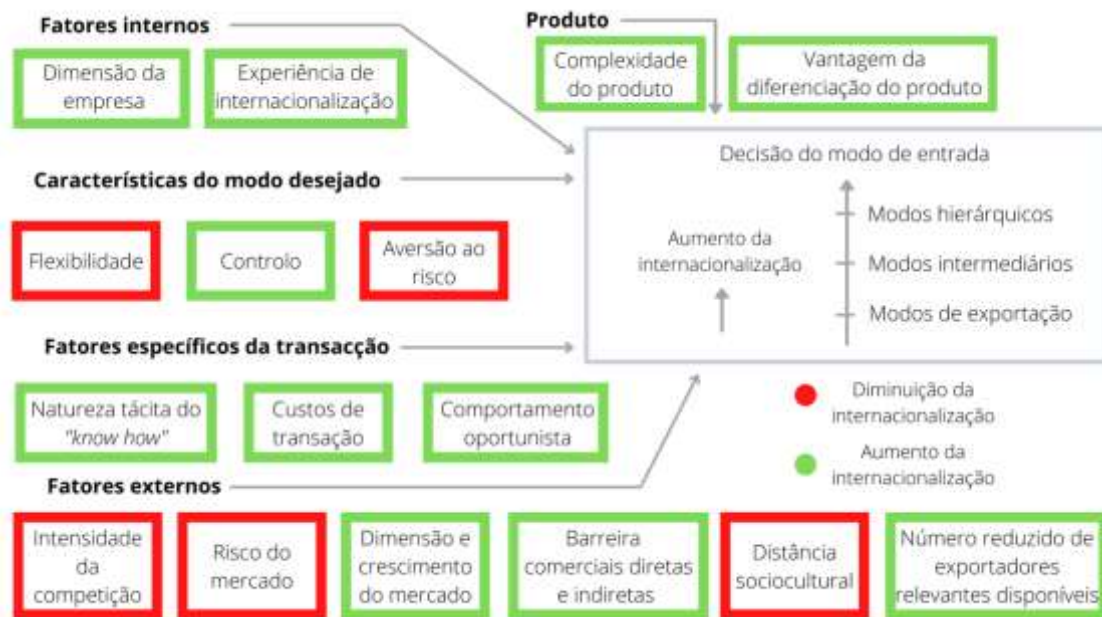 Fatores internos
Dimensão da
empresa
Experiência de
internacionalização
Produto
Complexidade
do produto
Vantagem da
diferenciação do produto
Características do modo desejado
Flexibilidade
Controlo
Aversão ao
risco
Decisão do modo de entrada
Aumento da
internacionalização
Modos hierárquicos
Modos intermediários
Modos de exportação
Fatores específicos da transacção
Natureza tácita do
"know how"
Custos de
transação
Comportamento
oportunista
Diminuição da
internacionalização
Aumento da
internacionalização
Fatores externos
Intensidade
da
competição
Risco do
mercado
Dimensão e
crescimento
do mercado
Barreira
comerciais diretas
e indiretas
Distância
sociocultural
Número reduzido de
exportadores
relevantes disponíveis